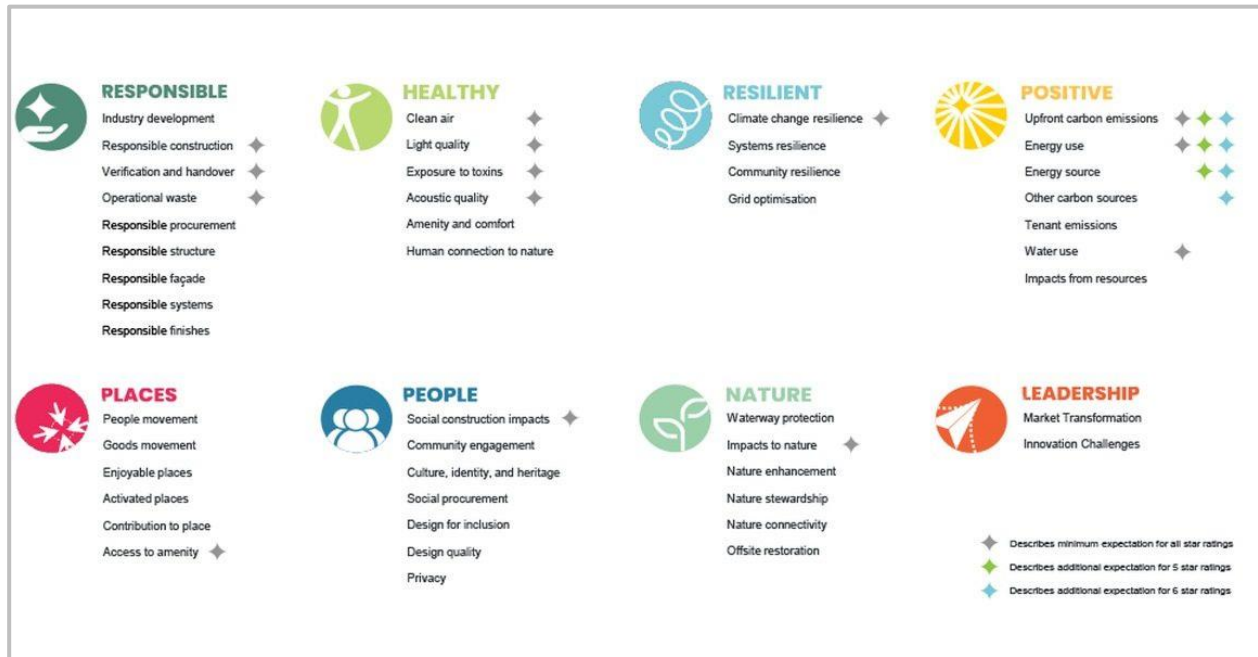 RESPONSIBLE
Industry development
Responsible construction
Verification and handover
Operational waste
Responsible procurement
Responsible structure
Responsible façade
Responsible systems
Responsible finishes
HEALTHY
Clean air
Light quality
Exposure to toxins
Acoustic quality
Amenity and comfort
Human connection to nature
RESILIENT
Climate change resilience
Systems resilience
Community resilience
Grid optimisation
POSITIVE
Upfront carbon emissions
Energy use
Energy source
Other carbon sources
Tenant emissions
Water use
Impacts from resources
PLACES
People movement
Goods movement
Enjoyable places
Activated places
Contribution to place
Access to amenity
PEOPLE
Social construction impacts
Community engagement
Culture, identity, and heritage
Social procurement
Design for inclusion
Design quality
Privacy
NATURE
Waterway protection
Impacts to nature
Nature enhancement
Nature stewardship
Nature connectivity
Offsite restoration
LEADERSHIP
Market Transformation
Innovation Challenges
Describes minimum expectation for all star ratings
Describes additional expectation for 5 star ratings
Describes additional expectation for 6 star ratings